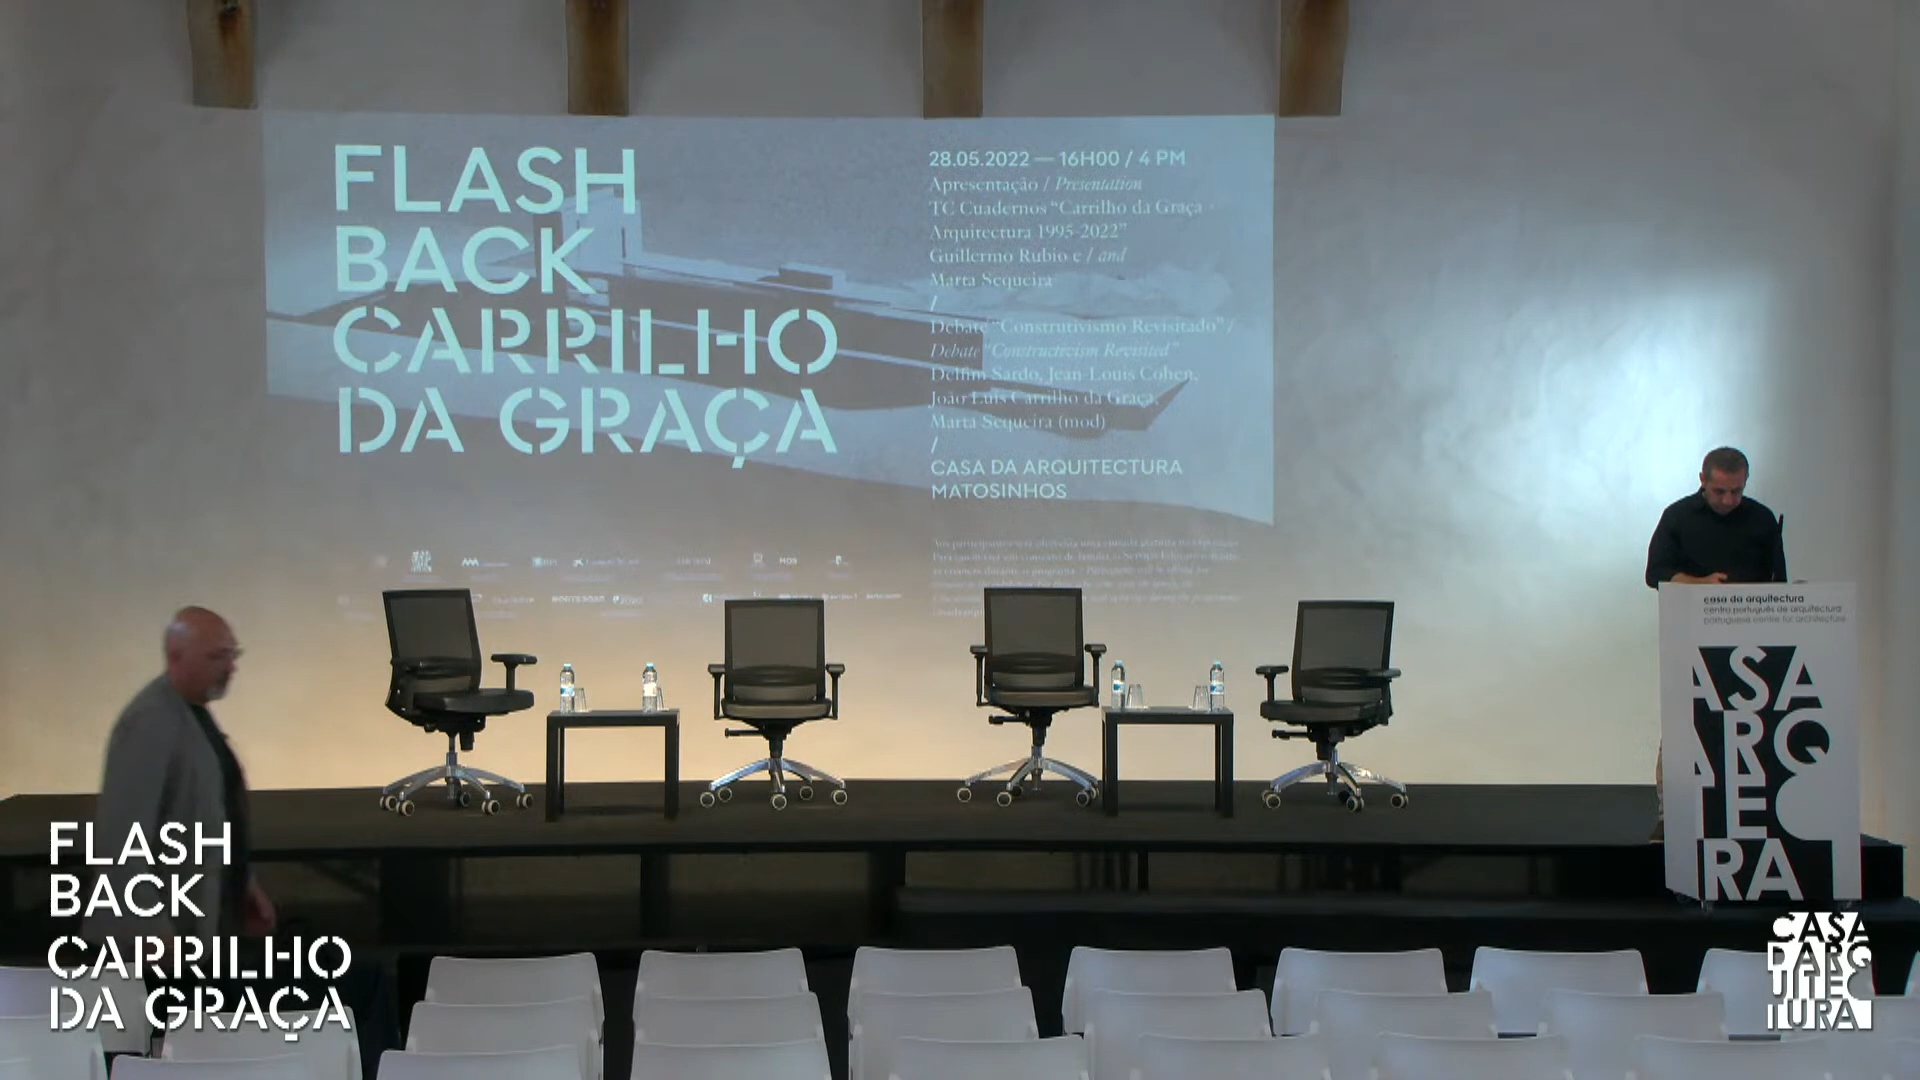 FLASH
BACK
CARRILHO
DA GRAÇA
28.05.2022 — 16H00 / 4 PM
Apresentação / Presentation
TC Cuadernos “Carrilho da Graça
Arquitectura 1995-2022”
Guillermo Rubio e / and
Marta Sequeira
/
Debate “Construtivismo Revisitado” /
Debate “Constructivism Revisited”
Delfim Sardo, Jean-Louis Cohen,
João Luís Carrilho da Graça,
Marta Sequeira (mod)
/
CASA DA ARQUITECTURA
MATOSINHOS
casa da arquitectura
centro português de arquitectura
portuguese centre for architecture
ASA
ARQ
TE
RA
FLASH
BACK
CARRILHO
DA GRAÇA
CASA
DARQ
UITEC
TURA